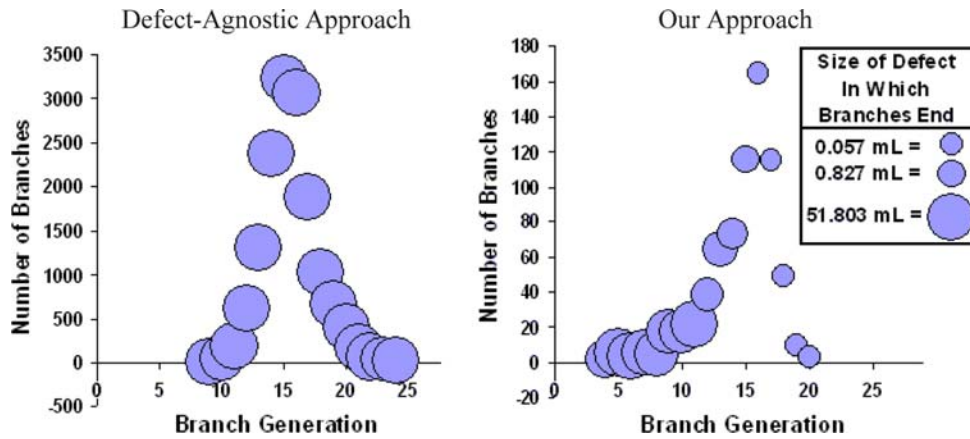 Defect-Agnostic Approach
3500
3000
2500
2000
1500
1000
500
0
-500
0
5
10
15
20
25
Number of Branches
Branch Generation
Our Approach
180
160
140
120
100
80
60
40
20
0
-20
0
5
10
15
20
25
Number of Branches
Branch Generation
Size of Defect
In Which
Branches End
0.057 mL =
0.827 mL =
51.803 mL =